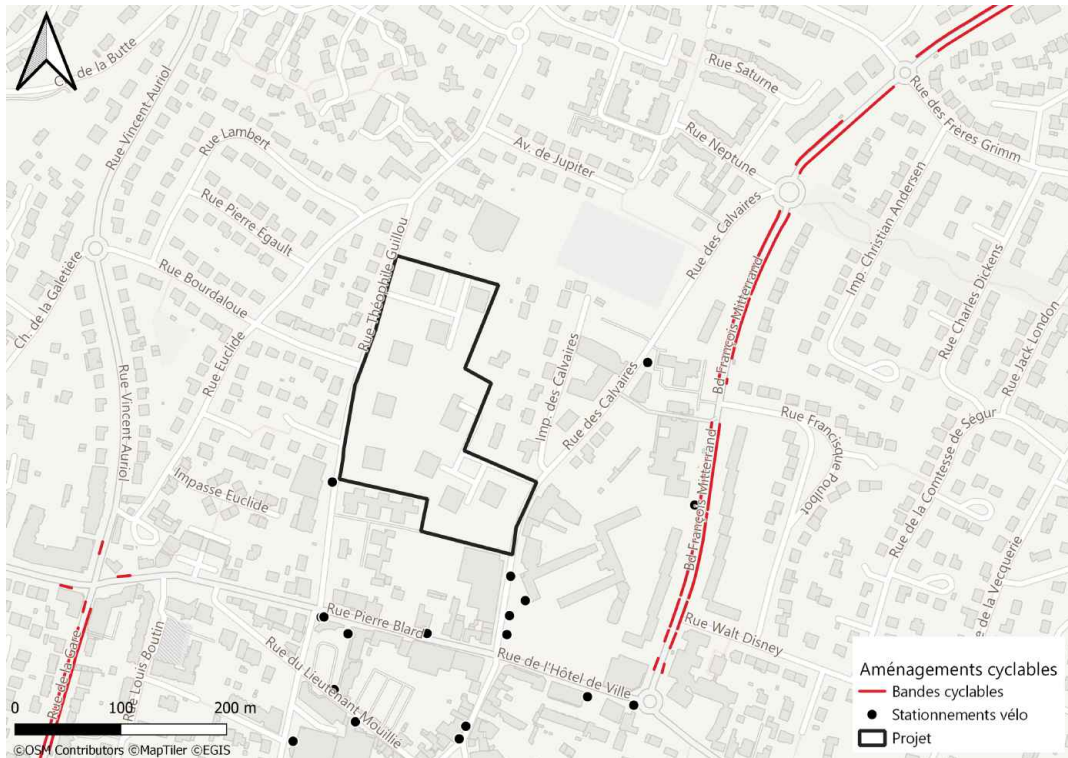 de la Butte
Rue Vincent Auriol
Rue Saturne
Rue des Frères Grimm
Rue Lambert
Av. de Jupiter
Rue Neptune
Rue Pierre Égault
Rue des Calvaires
Imp. Christian Andersen
Rue Théophile Guillou
Ch. de la Galetière
Rue Bourdaloue
Bd François Mitterrand
Rue Charles Dickens
Rue Jack London
Rue Euclide
Imp. des Calvaires
Rue Vincent Auriol
Rue des Calvaires
Rue Francisque Poulbot
Rue de la Comtesse de Ségur
Impasse Euclide
Bd François Mitterrand
Rue de la Vecquerie
Rue Pierre Blard
Rue Walt Disney
Rue Louis Boutin
Rue de la Gare
Rue du Lieutenant Mouillie
Rue de l'Hôtel de Ville
Aménagements cyclables
Bandes cyclables
Stationnements vélo
Projet
0 100 200 m
©OSM Contributors ©MapTiler ©EGIS